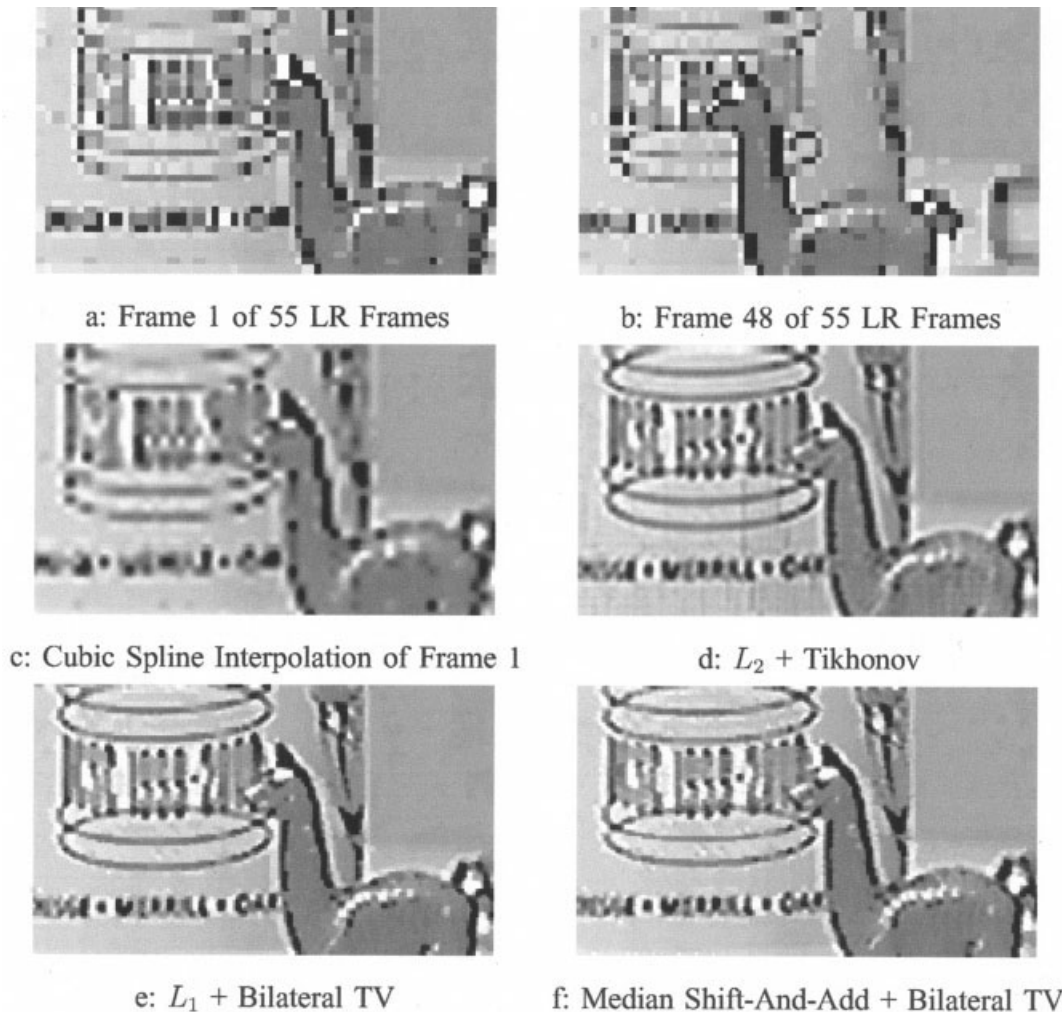 a: Frame 1 of 55 LR Frames
b: Frame 48 of 55 LR Frames
c: Cubic Spline Interpolation of Frame 1
d: L₂ + Tikhonov
e: L₁ + Bilateral TV
f: Median Shift-And-Add + Bilateral TV